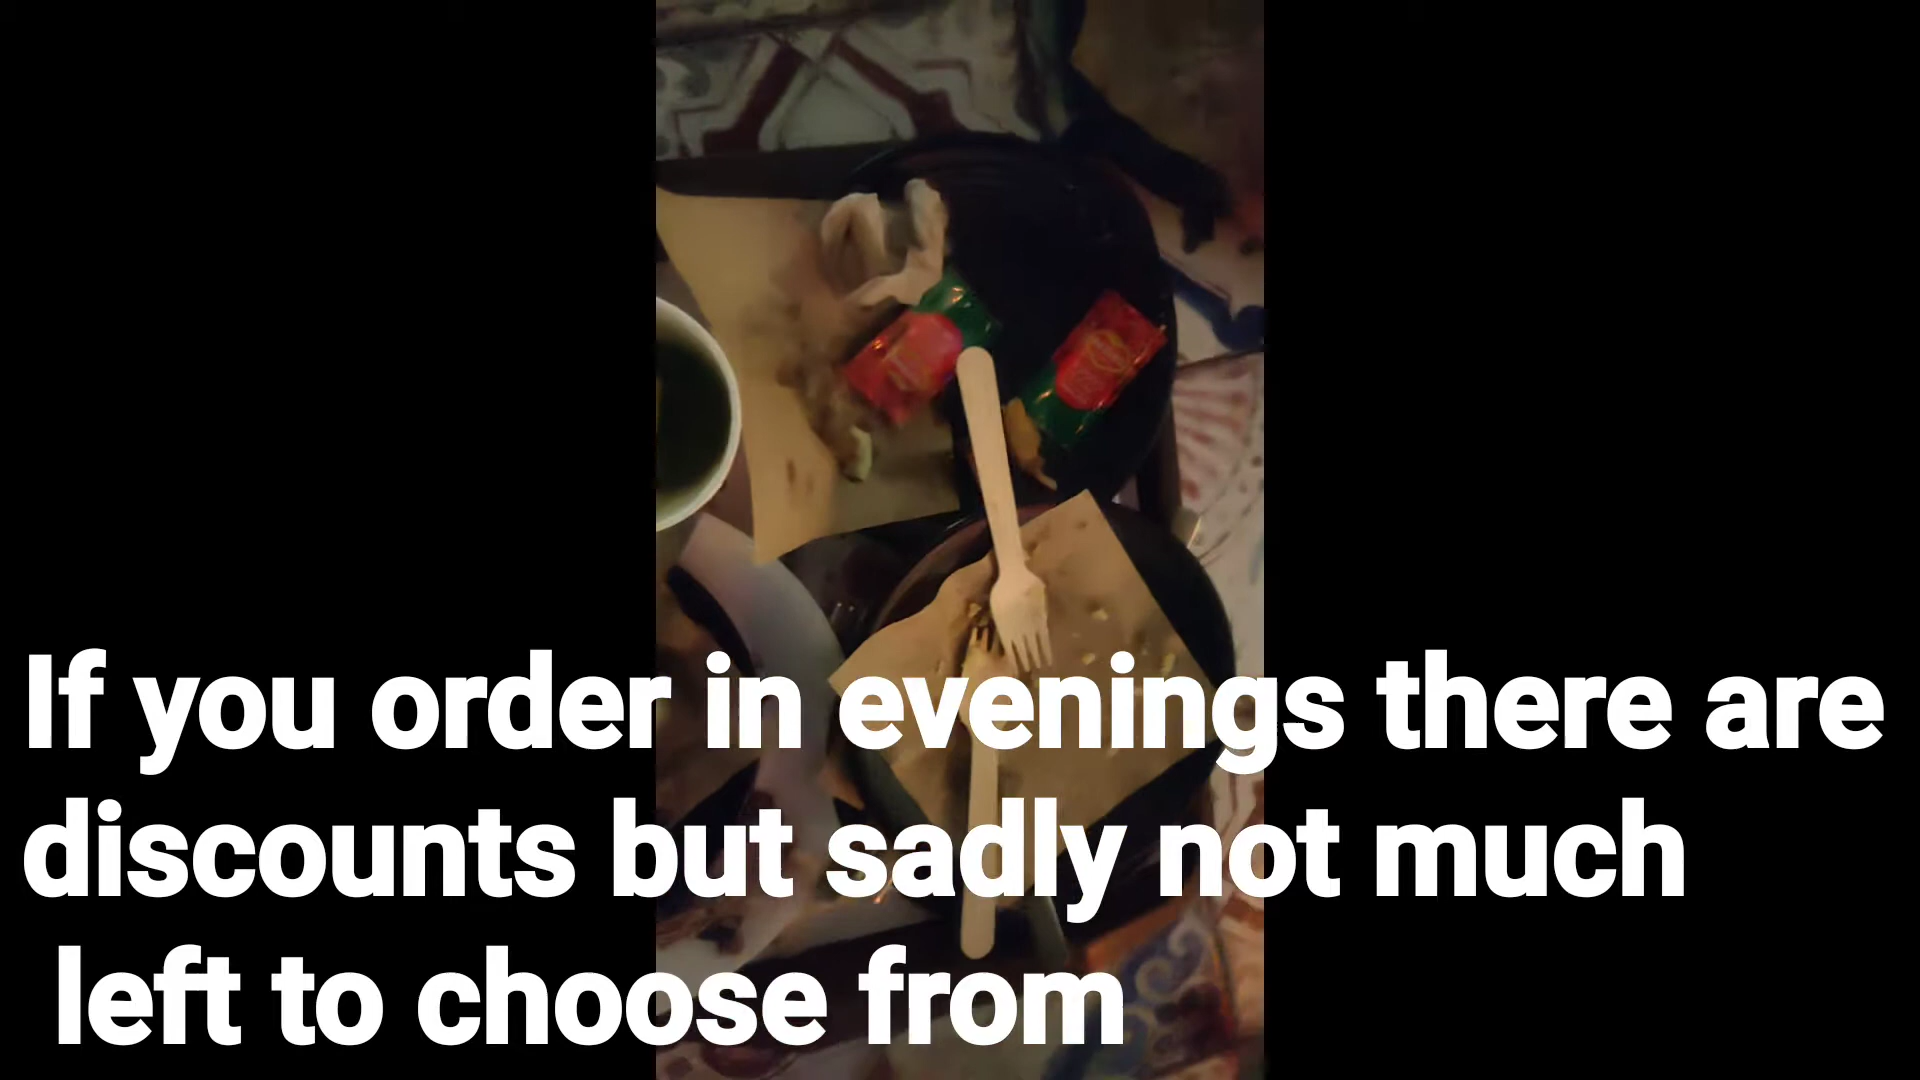 If you order in evenings there are
discounts but sadly not much
left to choose from